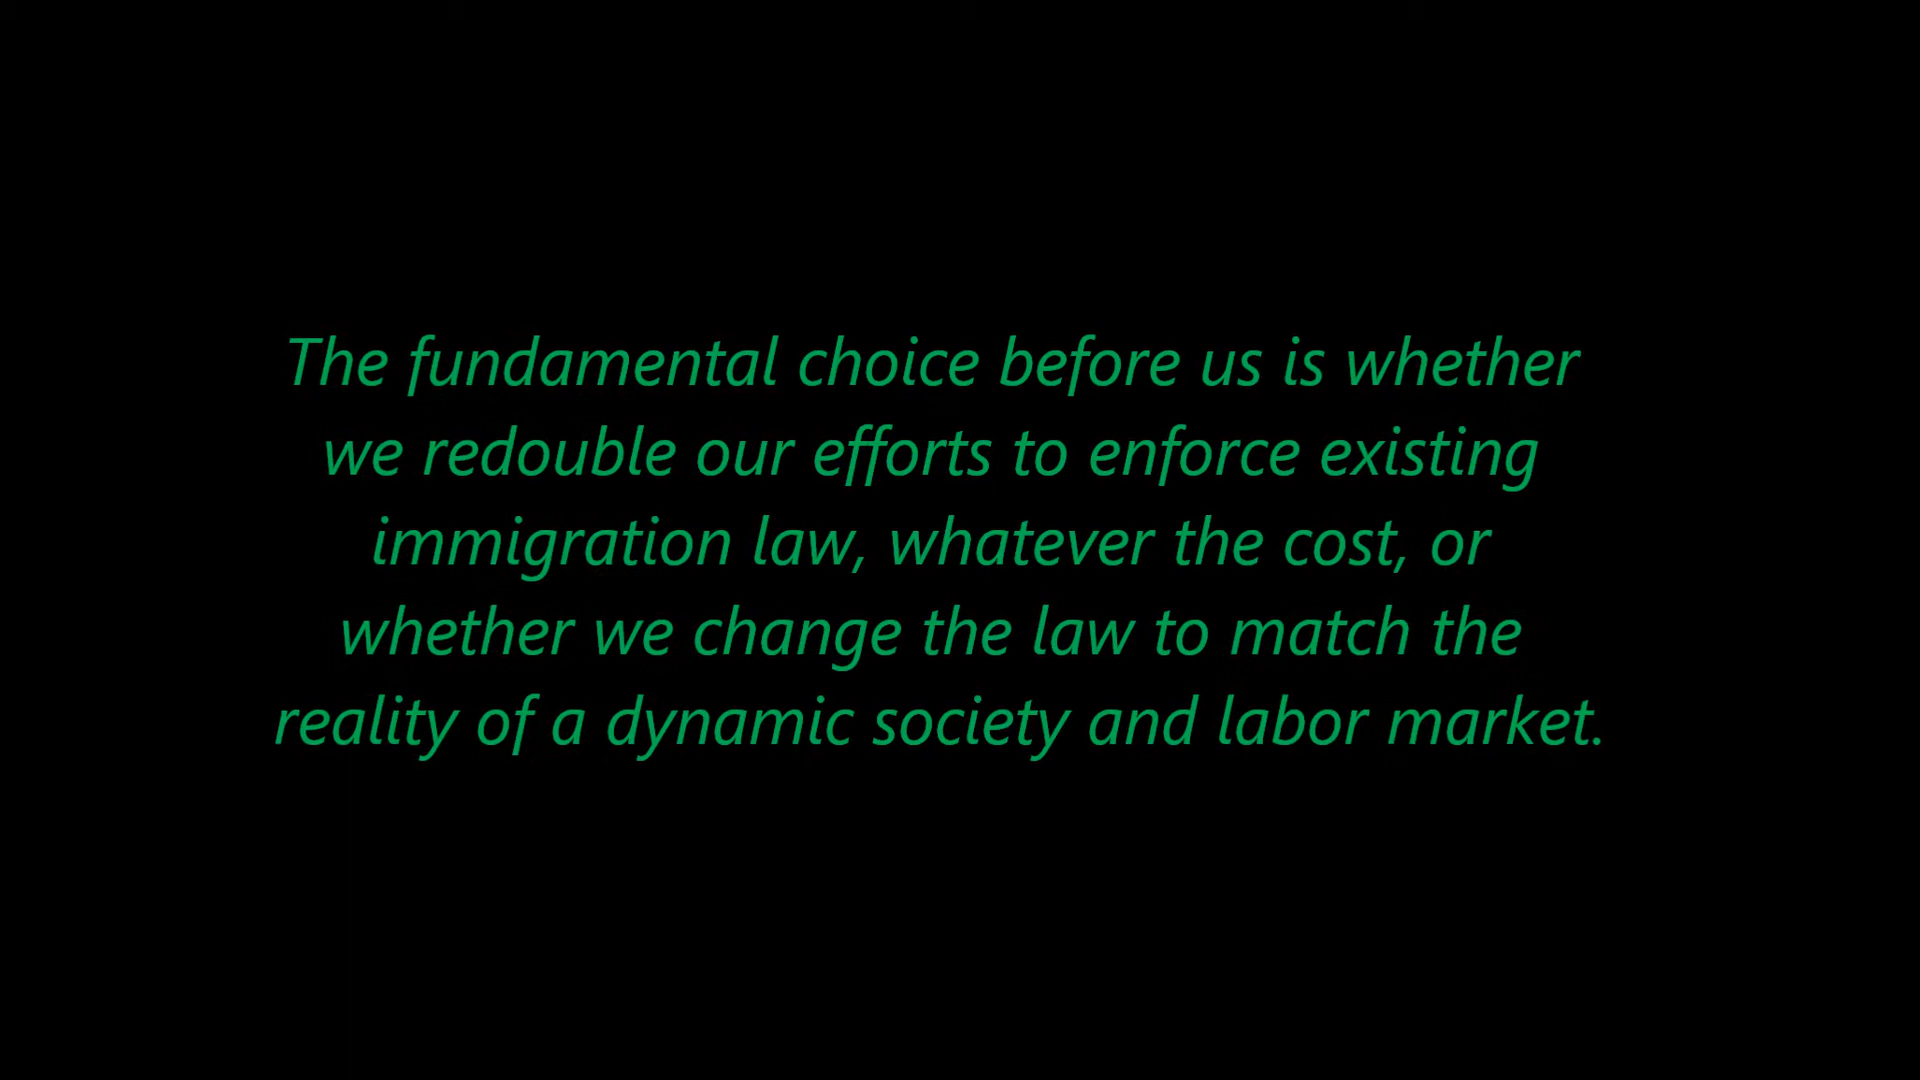 The fundamental choice before us is whether
we redouble our efforts to enforce existing
immigration law, whatever the cost, or
whether we change the law to match the
reality of a dynamic society and labor market.